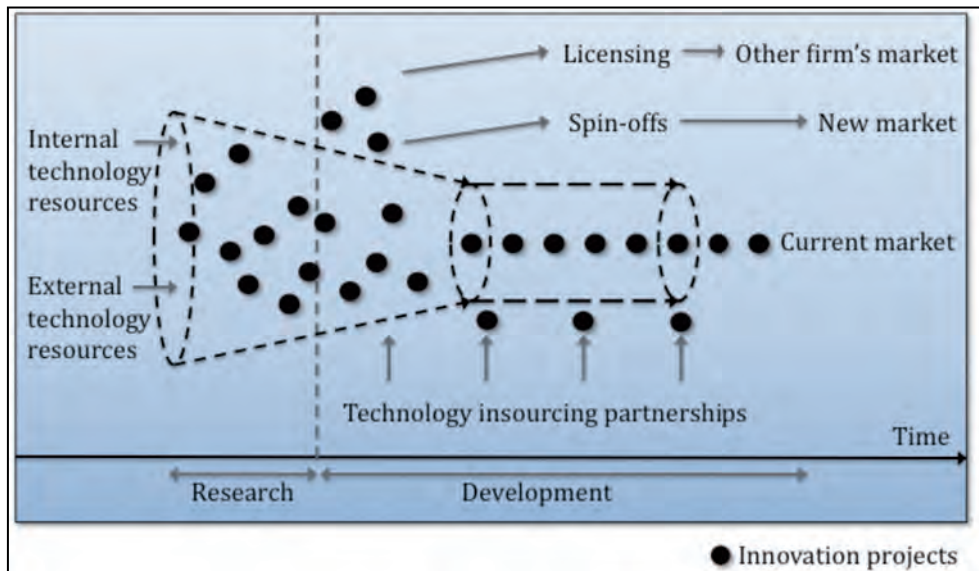 Licensing
Other firm's market
Spin-offs
New market
Internal
technology
resources
Current market
External
technology
resources
Technology insourcing partnerships
Time
Research
Development
Innovation projects